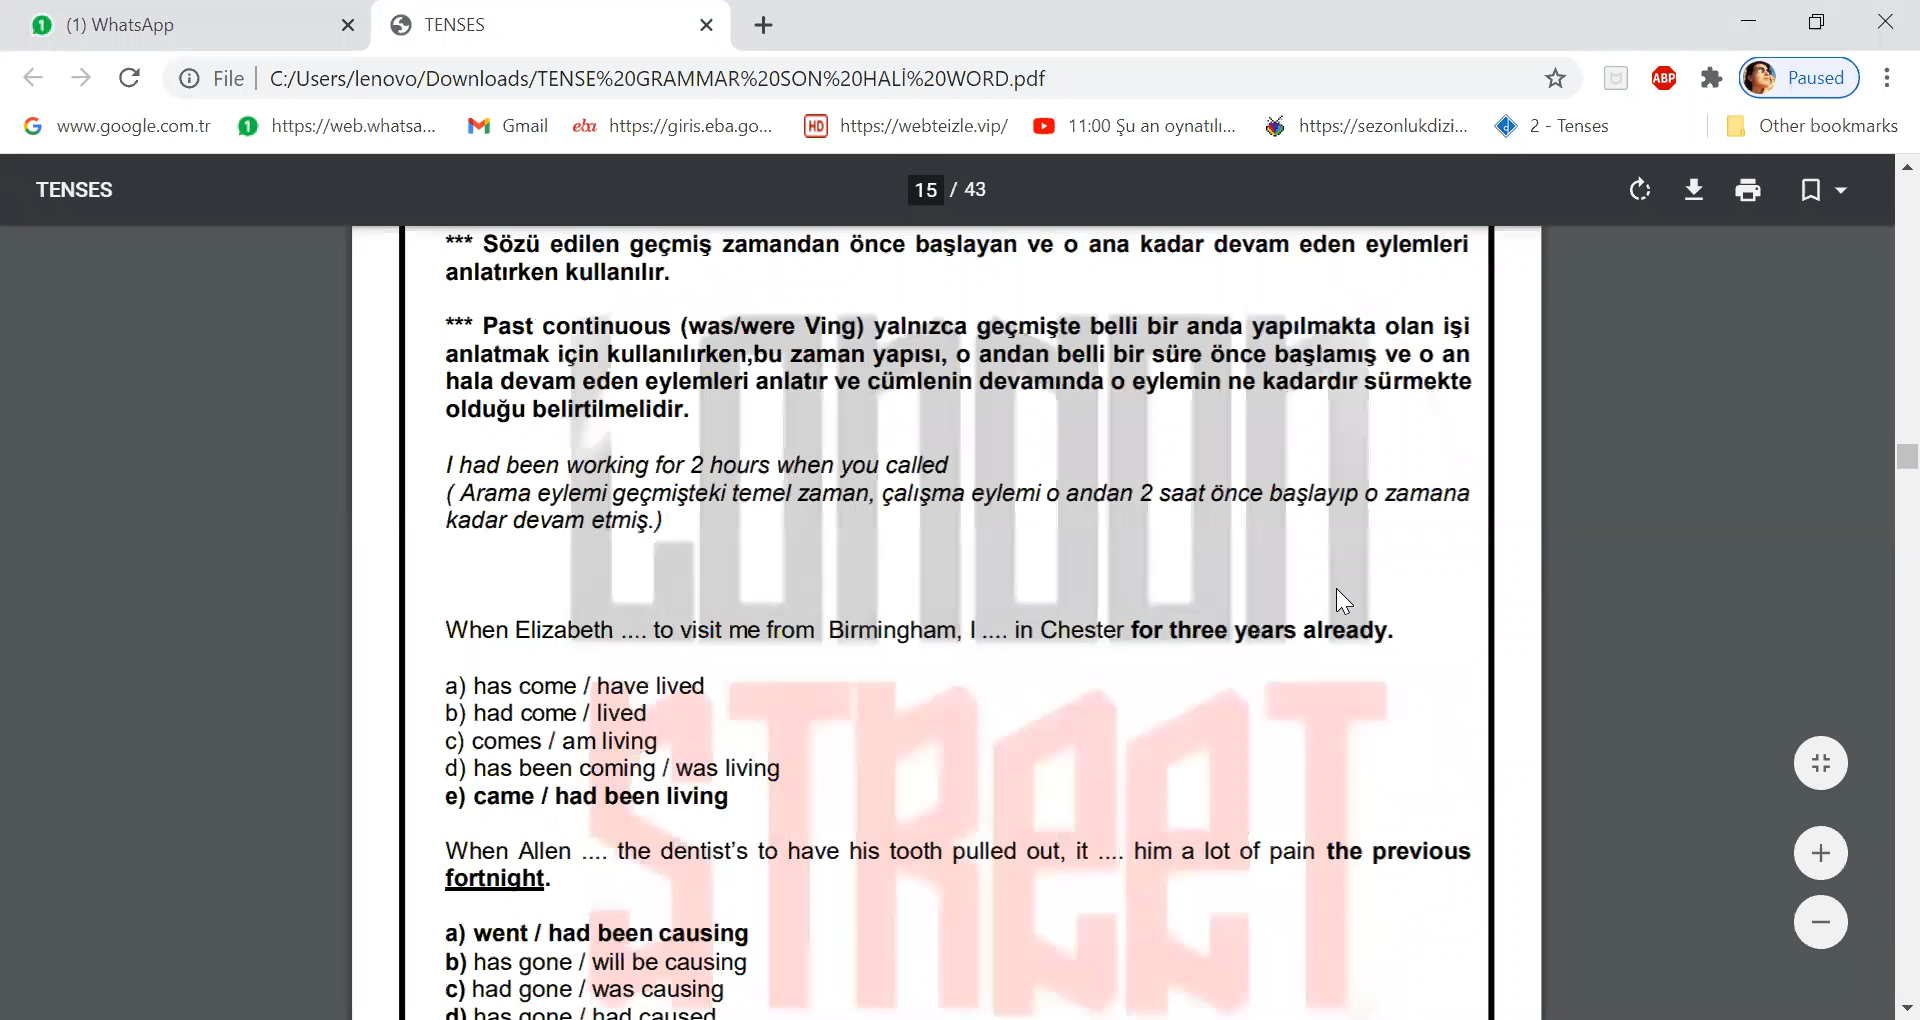 (1) WhatsApp
TENSES
File
C:/Users/lenovo/Downloads/TENSE%20GRAMMAR%20SON%20HALİ%20WORD.pdf
ABP
Paused
www.google.com.tr
https://web.whatsa...
Gmail
eba
https://giris.eba.go...
HD
https://webteizle.vip/
11:00 Şu an oynatılı...
https://sezonlukdizi...
2 - Tenses
Other bookmarks
TENSES
15 / 43
*** Sözü edilen geçmiş zamandan önce başlayan ve o ana kadar devam eden eylemleri
anlatırken kullanılır.
*** Past continuous (was/were Ving) yalnızca geçmişte belli bir anda yapılmakta olan işi
anlatmak için kullanılırken,bu zaman yapısı, o andan belli bir süre önce başlamış ve o an
hala devam eden eylemleri anlatır ve cümlenin devamında o eylemin ne kadardır sürmekte
olduğu belirtilmelidir.
I had been working for 2 hours when you called
( Arama eylemi geçmişteki temel zaman, çalışma eylemi o andan 2 saat önce başlayıp o zamana
kadar devam etmiş.)
When Elizabeth .... to visit me from Birmingham, I .... in Chester for three years already.
a) has come / have lived
b) had come / lived
c) comes / am living
d) has been coming / was living
e) came / had been living
When Allen .... the dentist's to have his tooth pulled out, it .... him a lot of pain the previous
fortnight.
a) went / had been causing
b) has gone / will be causing
c) had gone / was causing
d) has gone / had caused
LONDON
STREET